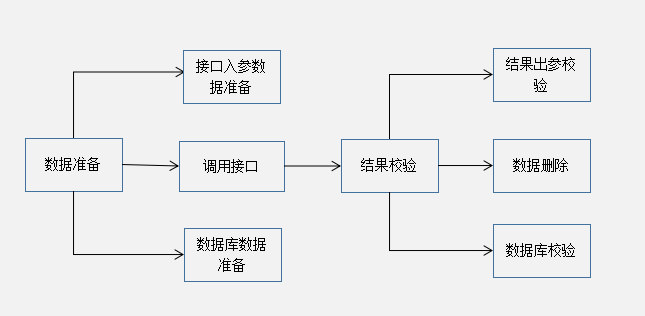 接口入参数
据准备
结果出参校
验
数据准备
调用接口
结果校验
数据删除
数据库数据
准备
数据库校验